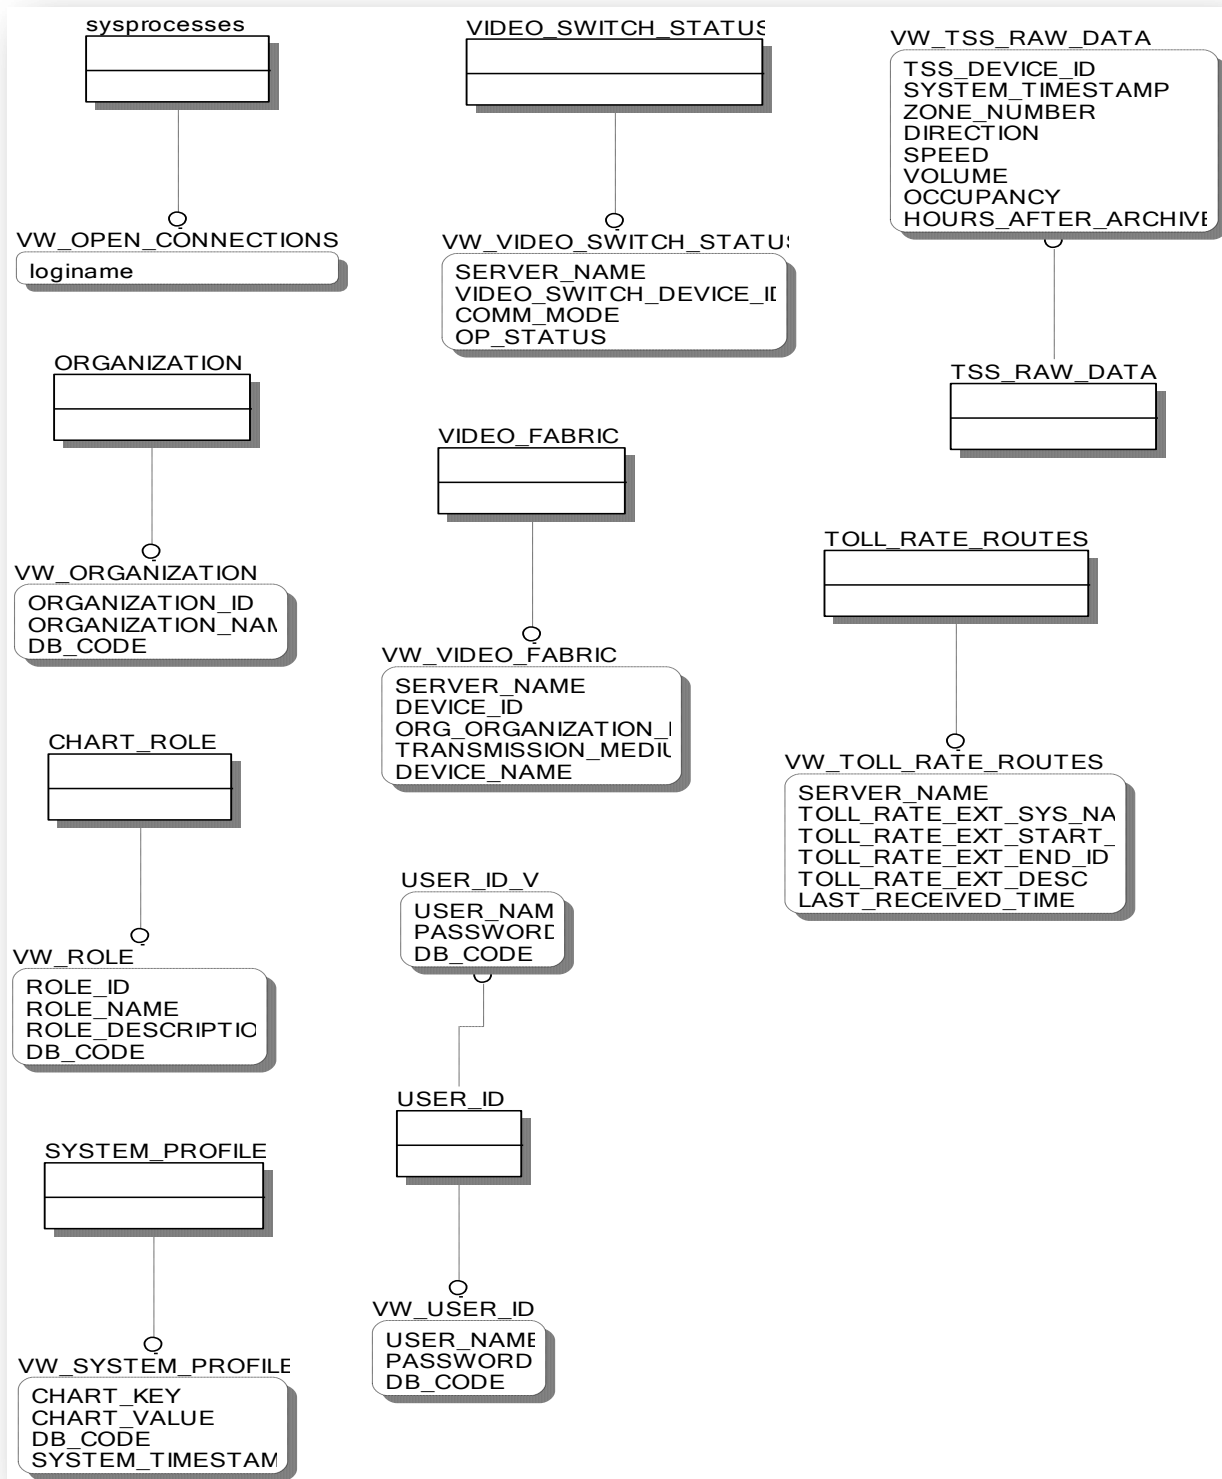 sysprocesses
VW_OPEN_CONNECTIONS
loginame
ORGANIZATION
VW_ORGANIZATION
ORGANIZATION_ID
ORGANIZATION_NAM
DB_CODE
CHART_ROLE
VW_ROLE
ROLE_ID
ROLE_NAME
ROLE_DESCRIPTIO
DB_CODE
SYSTEM_PROFILE
VW_SYSTEM_PROFILE
CHART_KEY
CHART_VALUE
DB_CODE
SYSTEM_TIMESTAM
VIDEO_SWITCH_STATUS
VW_VIDEO_SWITCH_STATUS
SERVER_NAME
VIDEO_SWITCH_DEVICE_ID
COMM_MODE
OP_STATUS
VIDEO_FABRIC
VW_VIDEO_FABRIC
SERVER_NAME
DEVICE_ID
ORG_ORGANIZATION_I
TRANSMISSION_MEDIU
DEVICE_NAME
USER_ID_V
USER_NAM
PASSWORD
DB_CODE
USER_ID
VW_USER_ID
USER_NAME
PASSWORD
DB_CODE
VW_TSS_RAW_DATA
TSS_DEVICE_ID
SYSTEM_TIMESTAMP
ZONE_NUMBER
DIRECTION
SPEED
VOLUME
OCCUPANCY
HOURS_AFTER_ARCHIVE
TSS_RAW_DATA
TOLL_RATE_ROUTES
VW_TOLL_RATE_ROUTES
SERVER_NAME
TOLL_RATE_EXT_SYS_NA
TOLL_RATE_EXT_START_
TOLL_RATE_EXT_END_ID
TOLL_RATE_EXT_DESC
LAST_RECEIVED_TIME